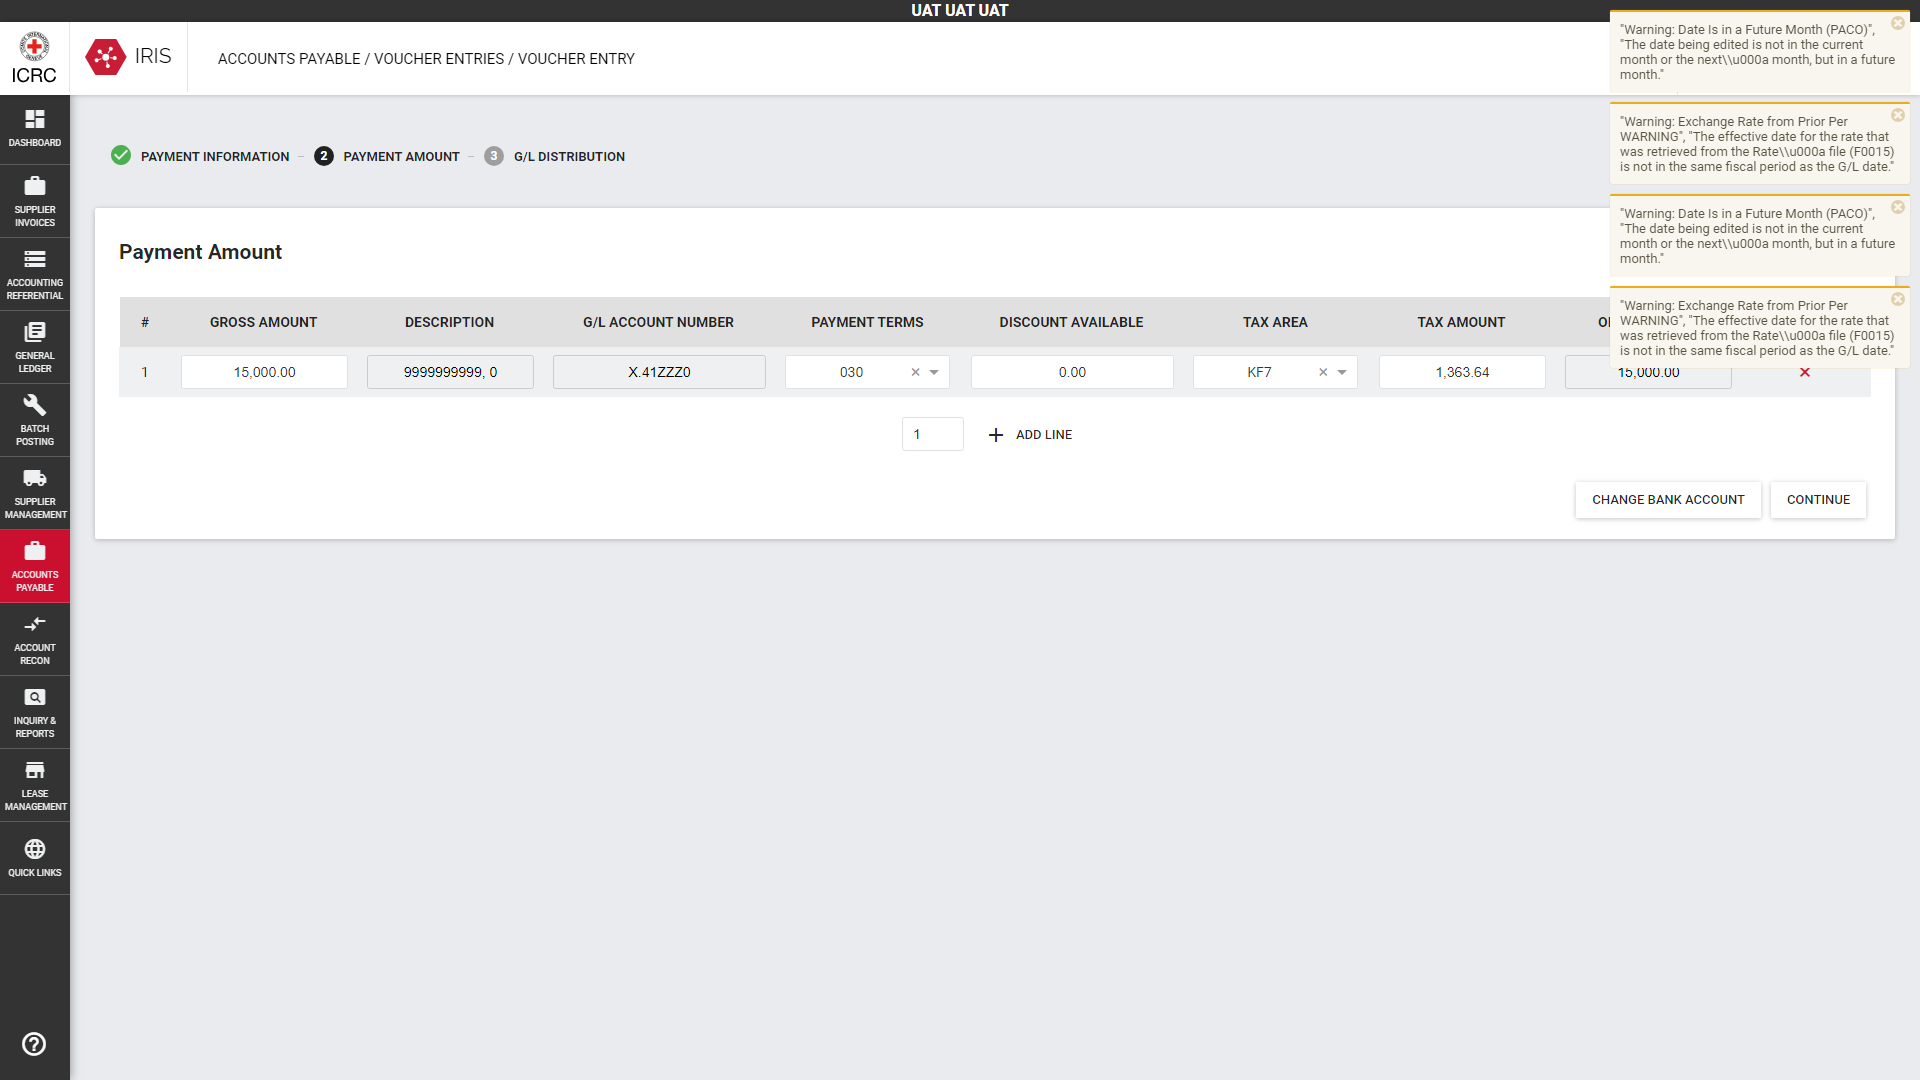 UAT UAT UAT
ICRC
IRIS
ACCOUNTS PAYABLE / VOUCHER ENTRIES / VOUCHER ENTRY
"Warning: Date Is in a Future Month (PACO)",
"The date being edited is not in the current
month or the next\\u000a month, but in a future
month."
"Warning: Exchange Rate from Prior Per
WARNING", "The effective date for the rate that
was retrieved from the Rate\\u000a file (F0015)
is not in the same fiscal period as the G/L date."
"Warning: Date Is in a Future Month (PACO)",
"The date being edited is not in the current
month or the next\\u000a month, but in a future
month."
"Warning: Exchange Rate from Prior Per
WARNING", "The effective date for the rate that
was retrieved from the Rate\\u000a file (F0015)
is not in the same fiscal period as the G/L date."
DASHBOARD
SUPPLIER
INVOICES
ACCOUNTING
REFERENTIAL
GENERAL
LEDGER
BATCH
POSTING
SUPPLIER
MANAGEMENT
ACCOUNTS
PAYABLE
ACCOUNT
RECON
INQUIRY &
REPORTS
LEASE
MANAGEMENT
QUICK LINKS
PAYMENT INFORMATION
2 PAYMENT AMOUNT
3 G/L DISTRIBUTION
Payment Amount
# GROSS AMOUNT DESCRIPTION G/L ACCOUNT NUMBER PAYMENT TERMS DISCOUNT AVAILABLE TAX AREA TAX AMOUNT
1 15,000.00 9999999999, 0 X.41ZZZ0 030 0.00 KF7 1,363.64 15,000.00
1 ADD LINE
CHANGE BANK ACCOUNT CONTINUE